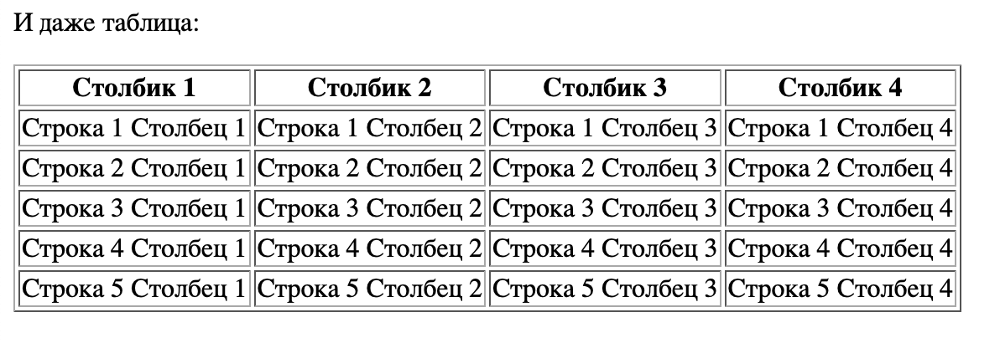 И даже таблица:
Столбик 1 Столбик 2 Столбик 3 Столбик 4
Строка 1 Столбец 1 Строка 1 Столбец 2 Строка 1 Столбец 3 Строка 1 Столбец 4
Строка 2 Столбец 1 Строка 2 Столбец 2 Строка 2 Столбец 3 Строка 2 Столбец 4
Строка 3 Столбец 1 Строка 3 Столбец 2 Строка 3 Столбец 3 Строка 3 Столбец 4
Строка 4 Столбец 1 Строка 4 Столбец 2 Строка 4 Столбец 3 Строка 4 Столбец 4
Строка 5 Столбец 1 Строка 5 Столбец 2 Строка 5 Столбец 3 Строка 5 Столбец 4